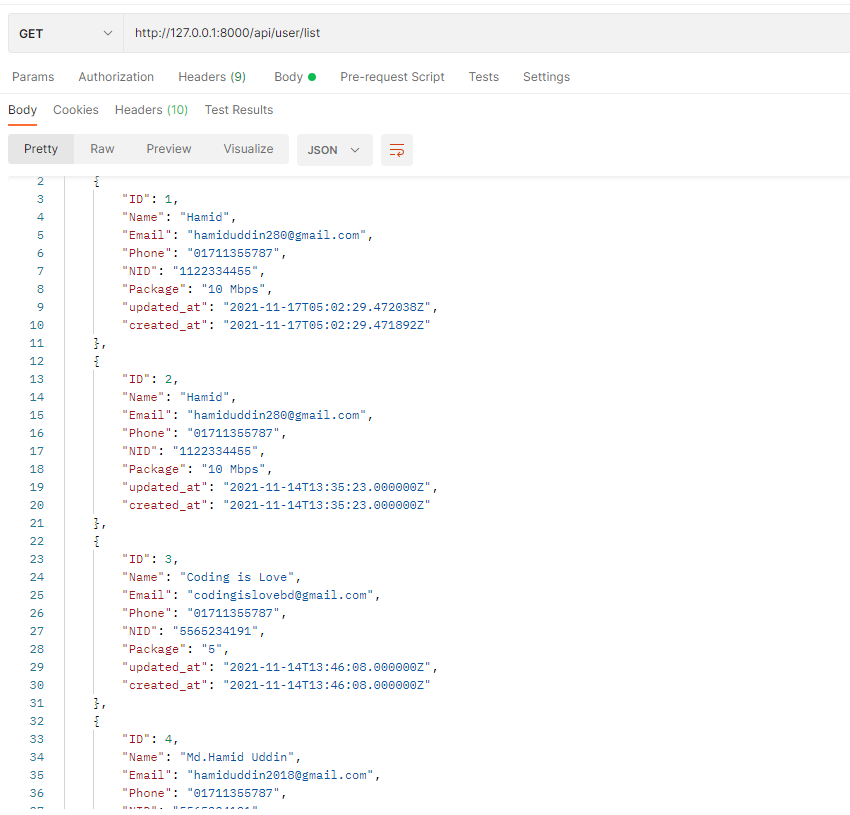 GET http://127.0.0.1:8000/api/user/list
Params Authorization Headers (9) Body Pre-request Script Tests Settings
Body Cookies Headers (10) Test Results
Pretty Raw Preview Visualize JSON
2 {
3 "ID": 1,
4 "Name": "Hamid",
5 "Email": "hamiduddin280@gmail.com",
6 "Phone": "01711355787",
7 "NID": "1122334455",
8 "Package": "10 Mbps",
9 "updated_at": "2021-11-17T05:02:29.472038Z",
10 "created_at": "2021-11-17T05:02:29.471892Z"
11 },
12 {
13 "ID": 2,
14 "Name": "Hamid",
15 "Email": "hamiduddin280@gmail.com",
16 "Phone": "01711355787",
17 "NID": "1122334455",
18 "Package": "10 Mbps",
19 "updated_at": "2021-11-14T13:35:23.000000Z",
20 "created_at": "2021-11-14T13:35:23.000000Z"
21 },
22 {
23 "ID": 3,
24 "Name": "Coding is Love",
25 "Email": "codingislovebd@gmail.com",
26 "Phone": "01711355787",
27 "NID": "5565234191",
28 "Package": "5",
29 "updated_at": "2021-11-14T13:46:08.000000Z",
30 "created_at": "2021-11-14T13:46:08.000000Z"
31 },
32 {
33 "ID": 4,
34 "Name": "Md.Hamid Uddin",
35 "Email": "hamiduddin2018@gmail.com",
36 "Phone": "01711355787",